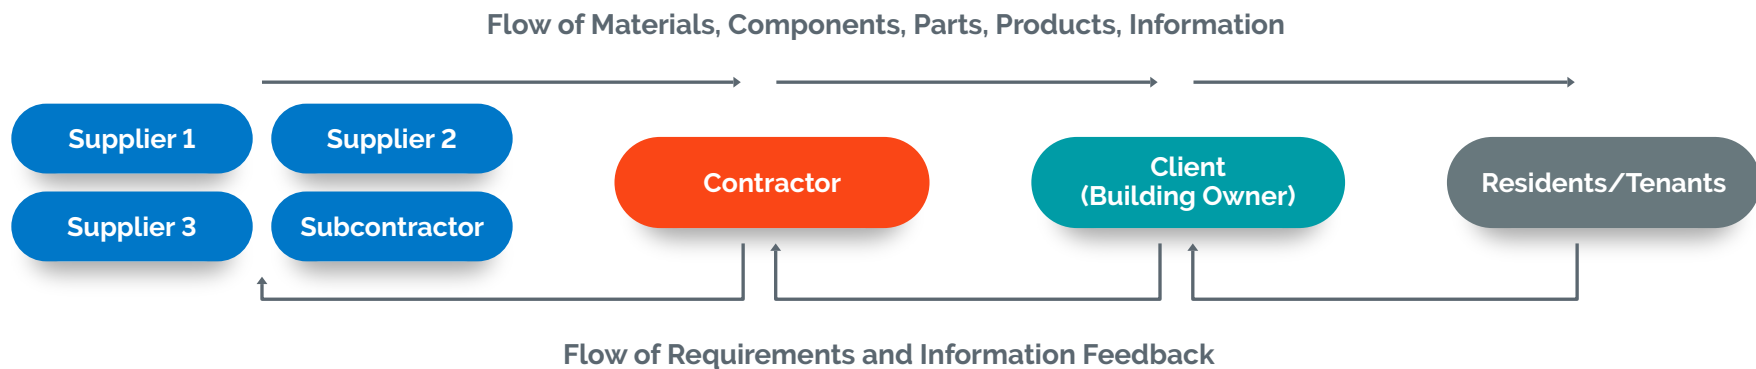 Flow of Materials, Components, Parts, Products, Information
Supplier 1
Supplier 2
Supplier 3
Subcontractor
Contractor
Client
(Building Owner)
Residents/Tenants
Flow of Requirements and Information Feedback